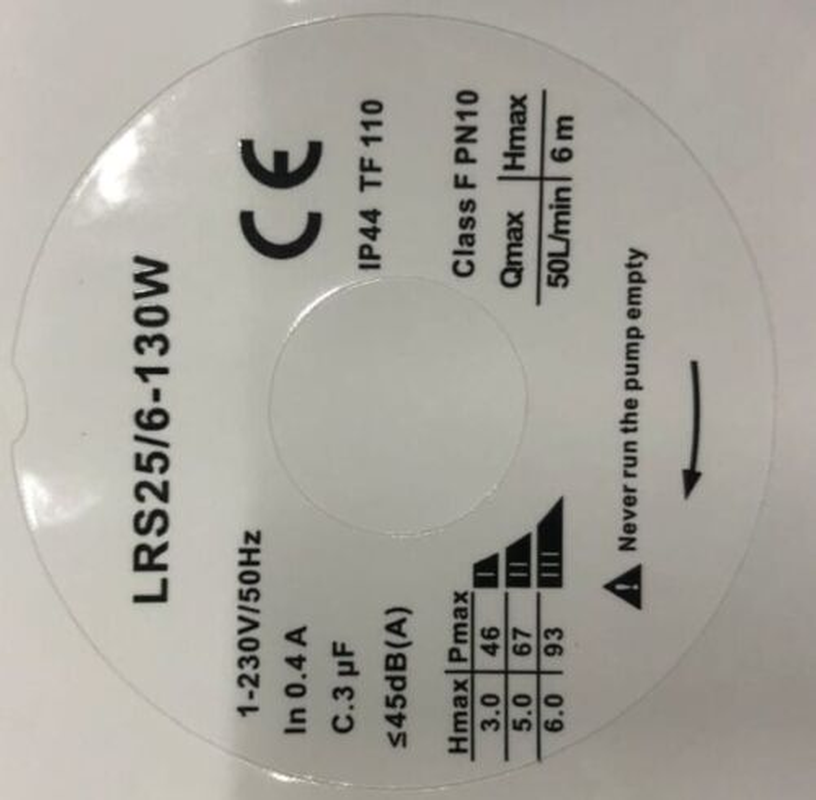 LRS25/6-130W
1-230V/50Hz
In 0.4 A
C.3 µF
≤45dB(A)
Hmax Pmax
3.0 46 I
5.0 67 II
6.0 93 III
CE
IP44 TF 110
Class F PN10
Qmax Hmax
50L/min 6 m
Never run the pump empty